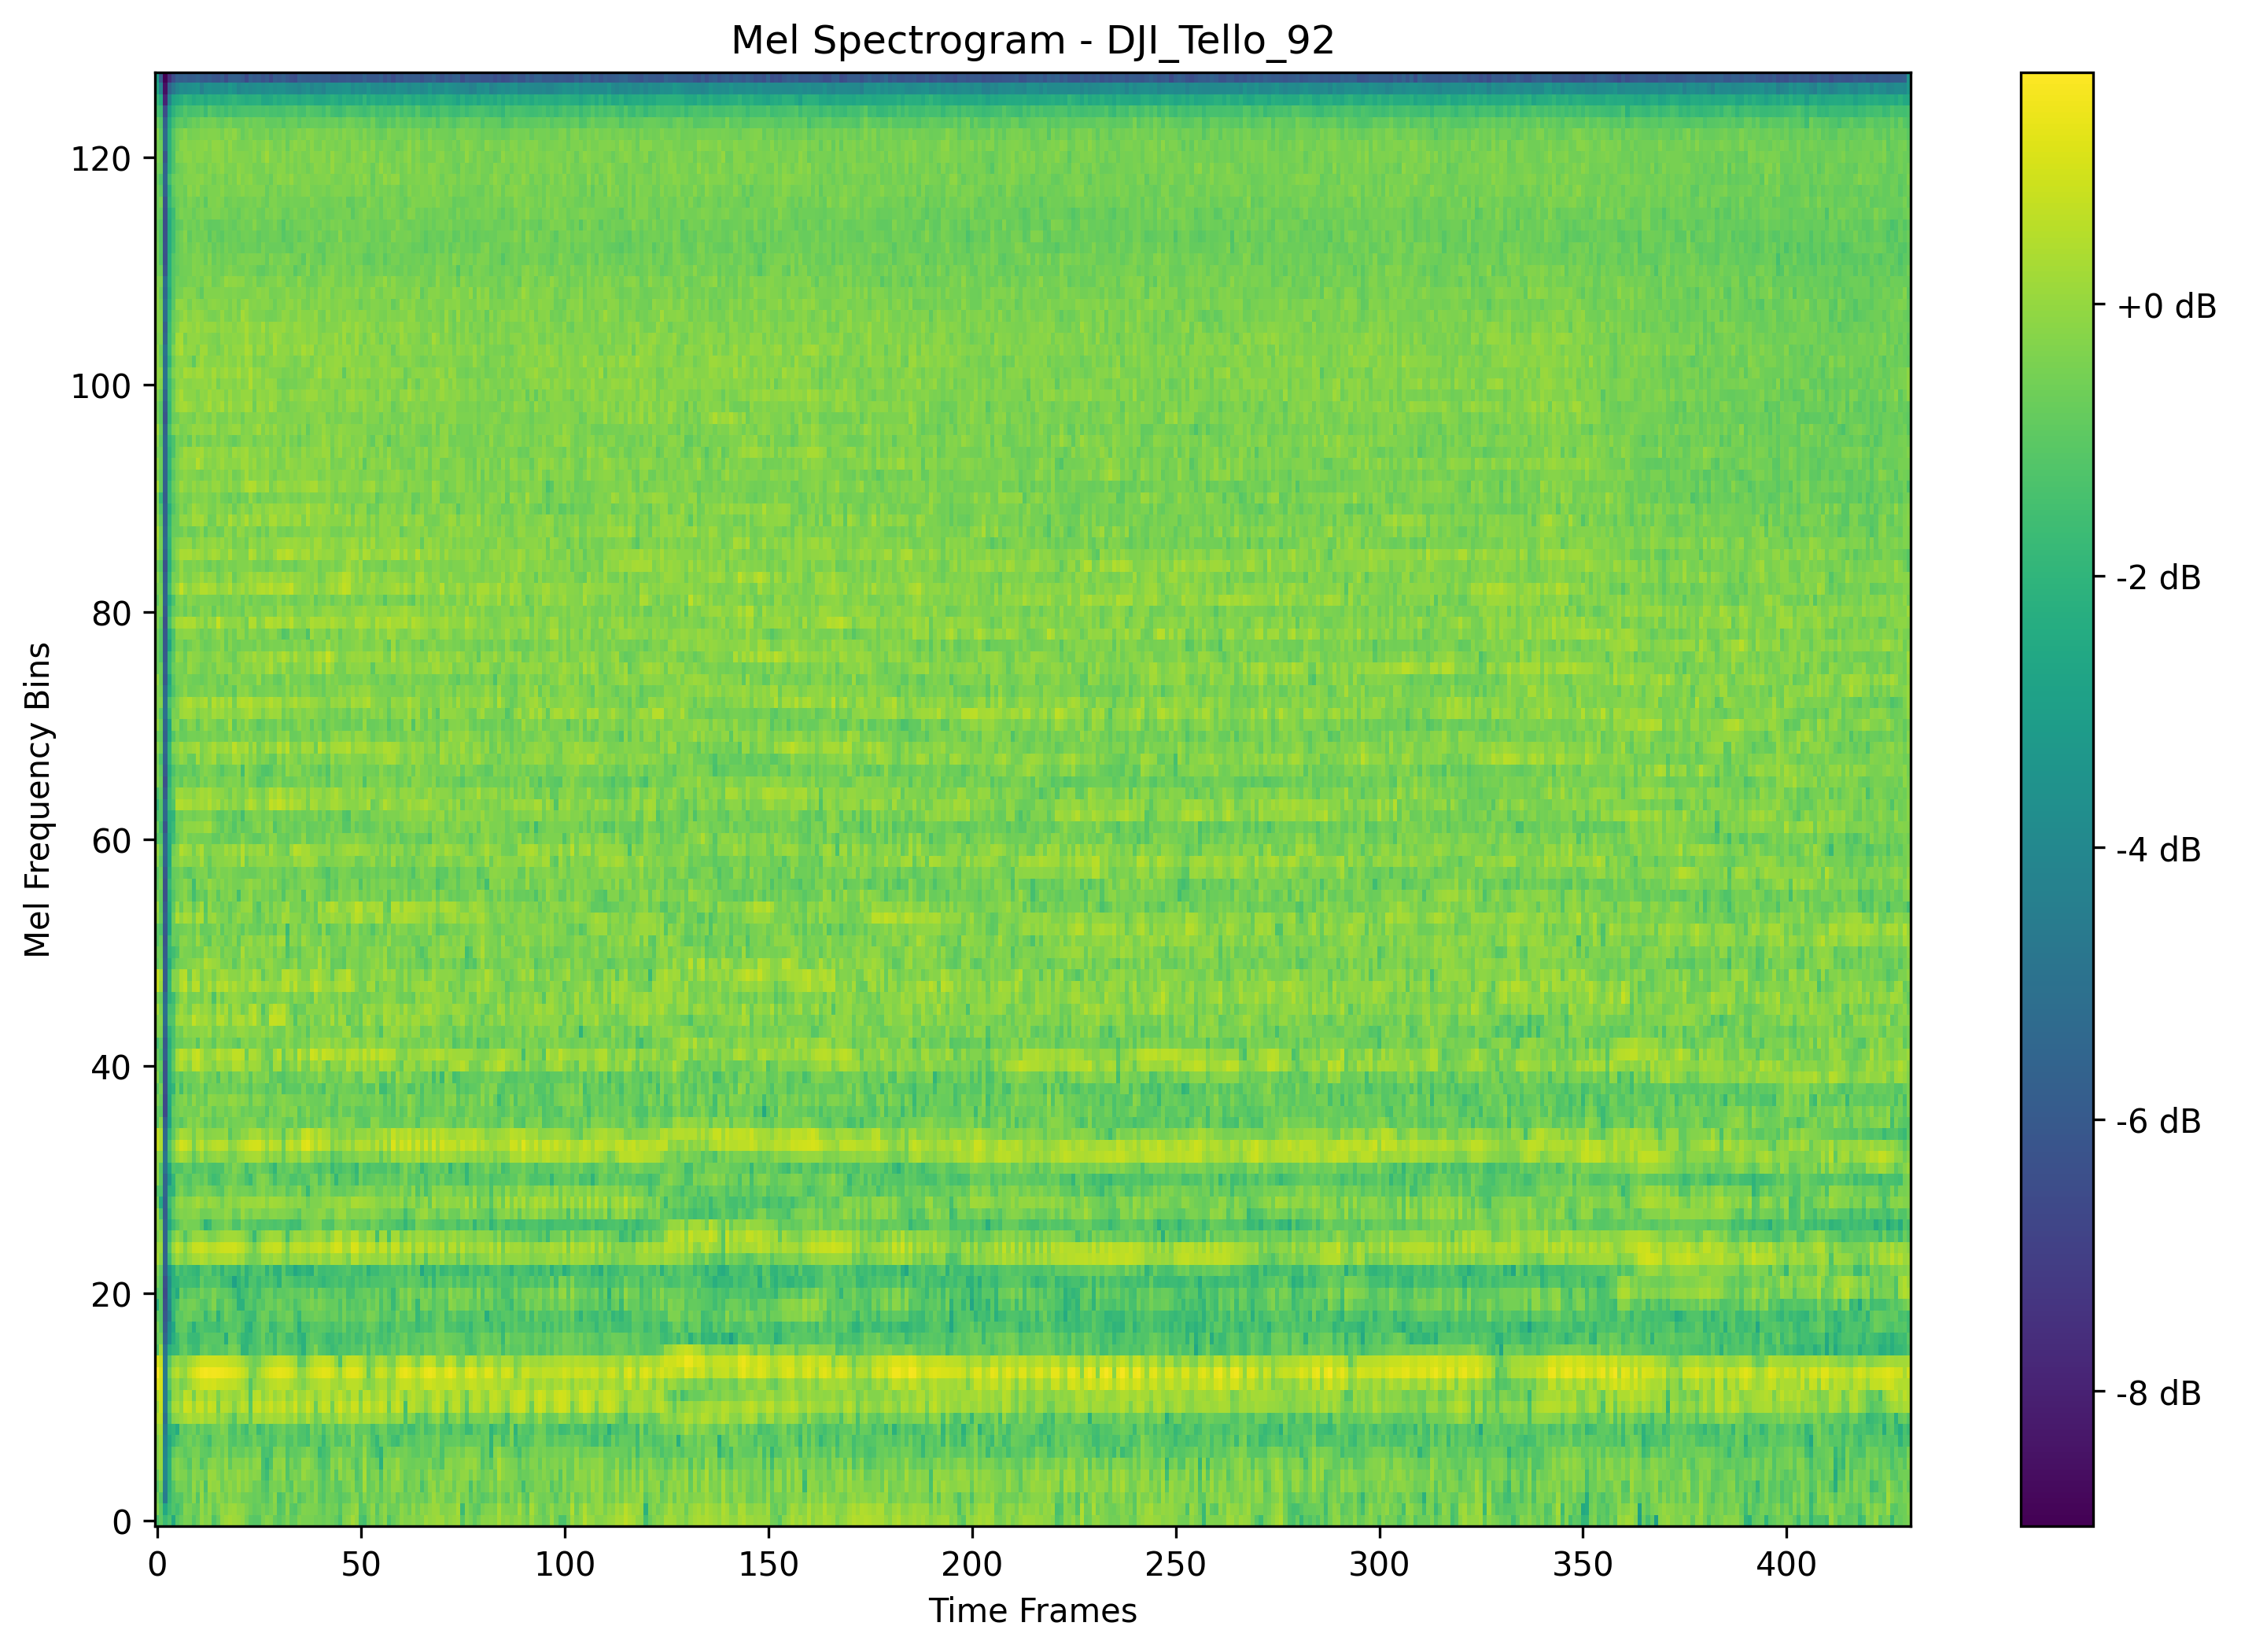 Mel Spectrogram - DJI_Tello_92
Mel Frequency Bins
120
100
80
60
40
20
0
0 50 100 150 200 250 300 350 400
Time Frames
+0 dB
-2 dB
-4 dB
-6 dB
-8 dB